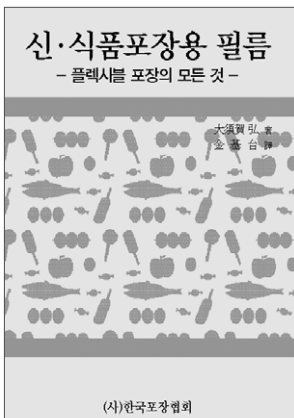 신·식품포장용 필름
– 플렉시블 포장의 모든 것 –
大須賀 弘 著
金 基 台 譯
(사)한국포장협회